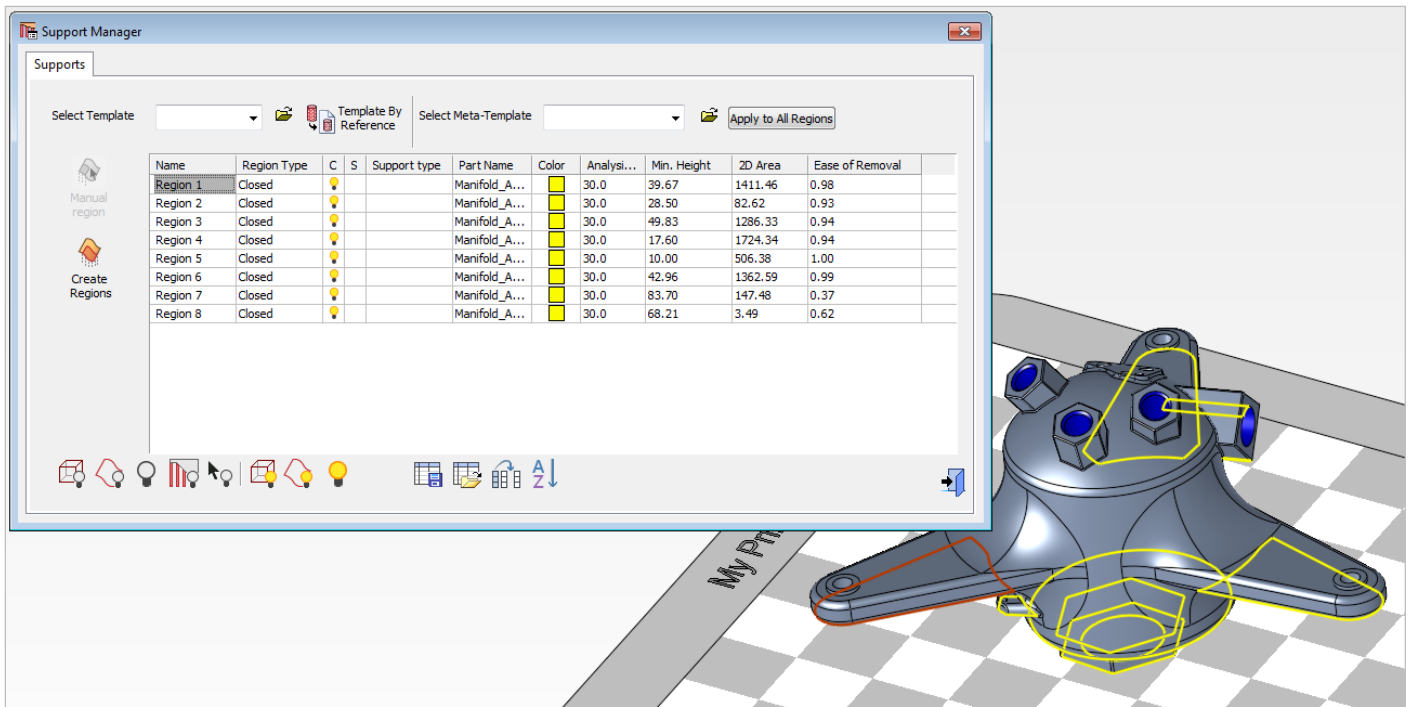 Support Manager
Supports
Select Template
Template By
Reference
Select Meta-Template
Apply to All Regions
Manual
region
Create
Regions
Name Region Type C S Support type Part Name Color Analysi... Min. Height 2D Area Ease of Removal
Region 1 Closed Manifold_A... 30.0 39.67 1411.46 0.98
Region 2 Closed Manifold_A... 30.0 28.50 82.62 0.93
Region 3 Closed Manifold_A... 30.0 49.83 1286.33 0.94
Region 4 Closed Manifold_A... 30.0 17.60 1724.34 0.94
Region 5 Closed Manifold_A... 30.0 10.00 506.38 1.00
Region 6 Closed Manifold_A... 30.0 42.96 1362.59 0.99
Region 7 Closed Manifold_A... 30.0 83.70 147.48 0.37
Region 8 Closed Manifold_A... 30.0 68.21 3.49 0.62
A
Z
My